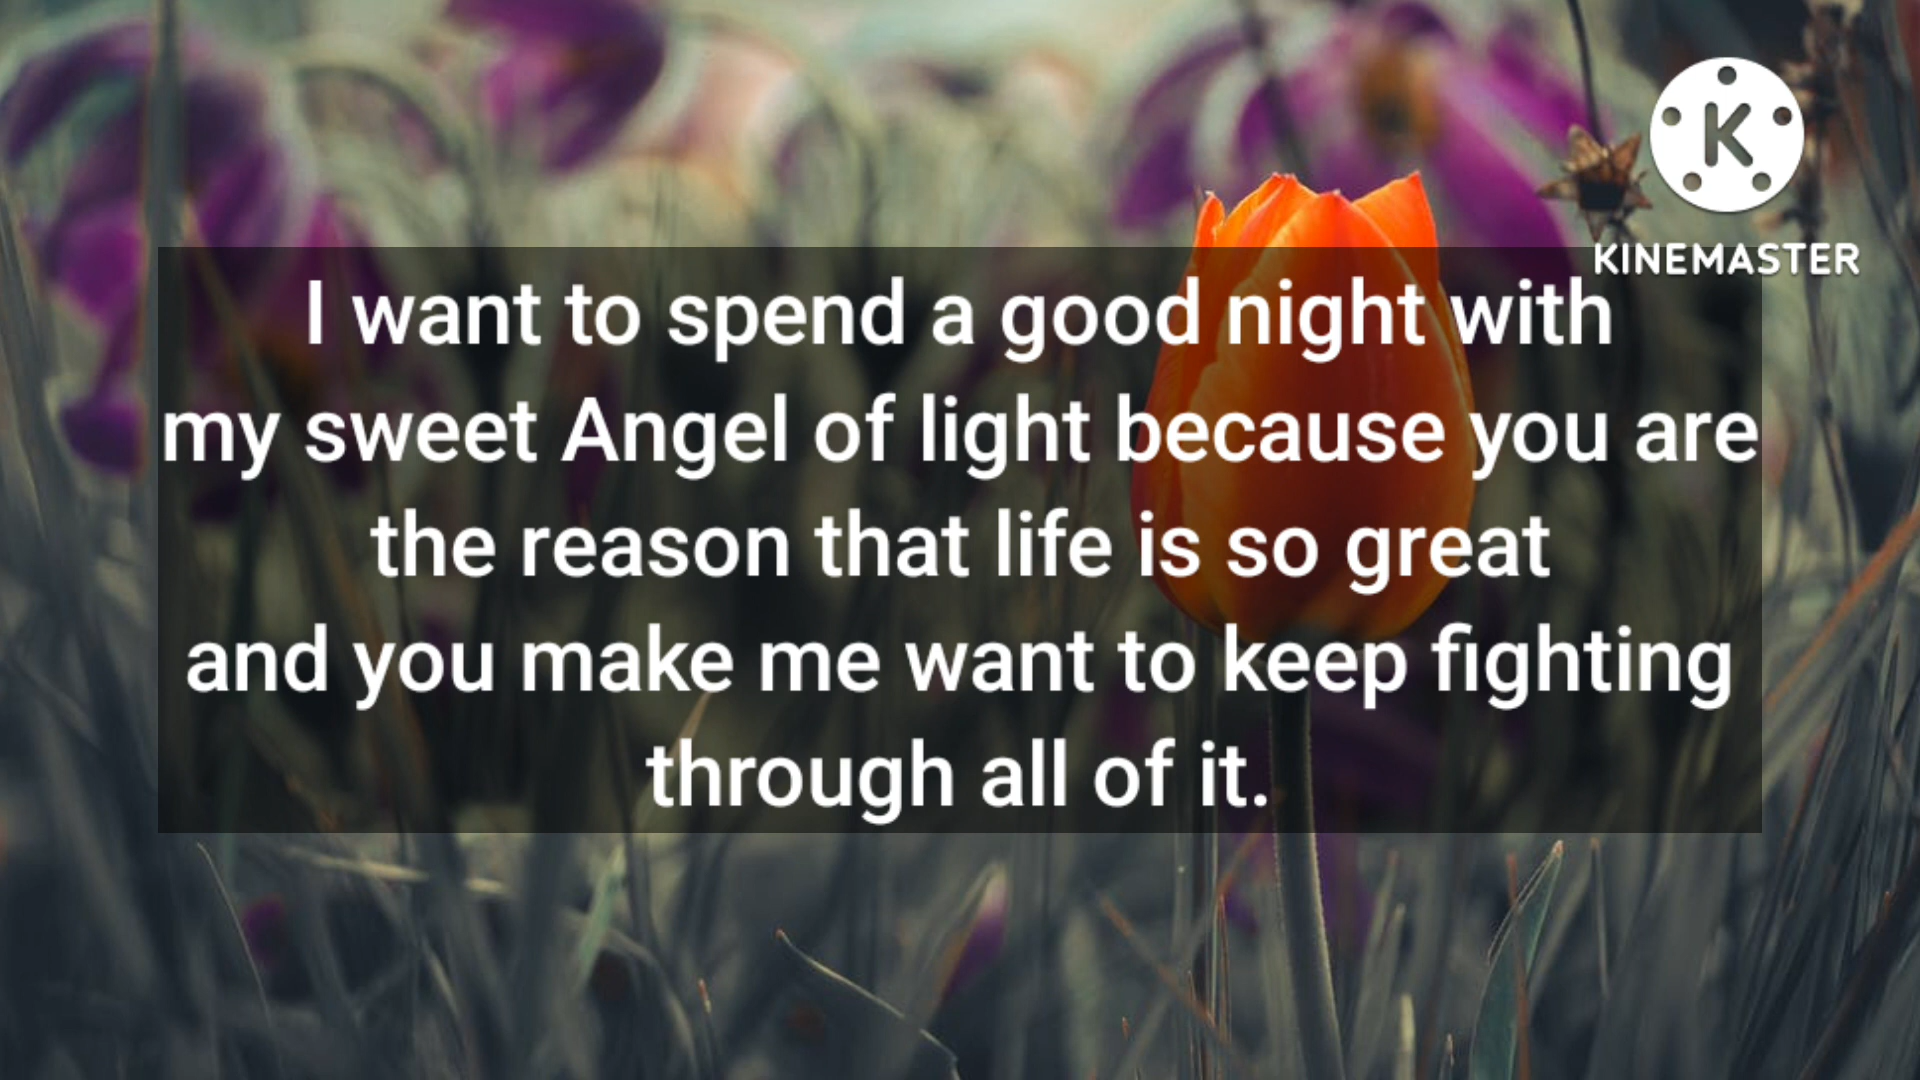 K
KINEMASTER
I want to spend a good night with
my sweet Angel of light because you are
the reason that life is so great
and you make me want to keep fighting
through all of it.